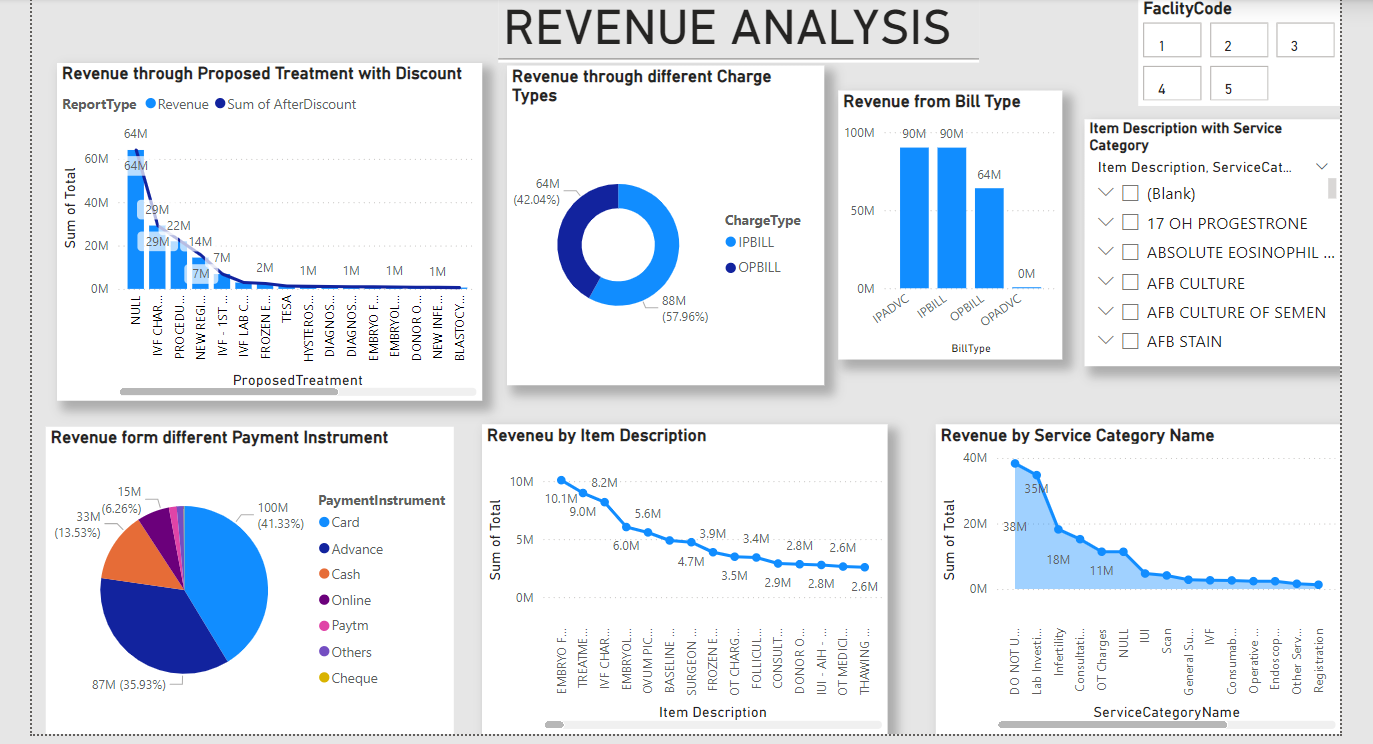 REVENUE ANALYSIS
FaclityCode
1
2
3
4
5
Revenue through Proposed Treatment with Discount
ReportType Revenue Sum of AfterDiscount
Sum of Total
60M
40M
20M
0M
64M
64M
29M
29M
22M
14M
7M
7M
2M
1M
1M
1M
1M
NULL
IVF CHAR...
PROCEDU...
NEW REGI...
IVF - 1ST ...
IVF LAB C...
FROZEN E...
TESA
HYSTEROS...
DIAGNOS...
DIAGNOS...
EMBRYO F...
EMBRYOL...
DONOR O...
NEW INFE...
BLASTOCY...
ProposedTreatment
Revenue through different Charge
Types
64M
(42.04%)
88M
(57.96%)
ChargeType
IPBILL
OPBILL
Revenue from Bill Type
100M
50M
0M
90M
90M
64M
0M
IPADVC
IPBILL
OPBILL
OPADVC
BillType
Item Description with Service
Category
Item Description, ServiceCat...
(Blank)
17 OH PROGESTRONE
ABSOLUTE EOSINOPHIL ...
AFB CULTURE
AFB CULTURE OF SEMEN
AFB STAIN
Revenue form different Payment Instrument
15M
(6.26%)
33M
(13.53%)
100M
(41.33%)
87M (35.93%)
PaymentInstrument
Card
Advance
Cash
Online
Paytm
Others
Cheque
Reveneu by Item Description
Sum of Total
10M
5M
0M
10.1M
9.0M
8.2M
6.0M
5.6M
4.7M
3.9M
3.5M
3.4M
2.9M
2.8M
2.8M
2.6M
2.6M
EMBRYO F...
TREATME...
IVF CHAR...
EMBRYOL...
OVUM PIC...
BASELINE ...
SURGEON ...
FROZEN E...
OT CHARG...
FOLLICUL...
CONSULT...
DONOR O...
IUI - AIH - ...
OT MEDICI...
THAWING ...
Item Description
Revenue by Service Category Name
Sum of Total
40M
20M
0M
38M
35M
18M
11M
DO NOT U...
Lab Investi...
Infertility
Consultati...
OT Charges
NULL
IUI
Scan
General Su...
IVF
Consumab...
Operative ...
Endoscop...
Other Serv...
Registration
ServiceCategoryName